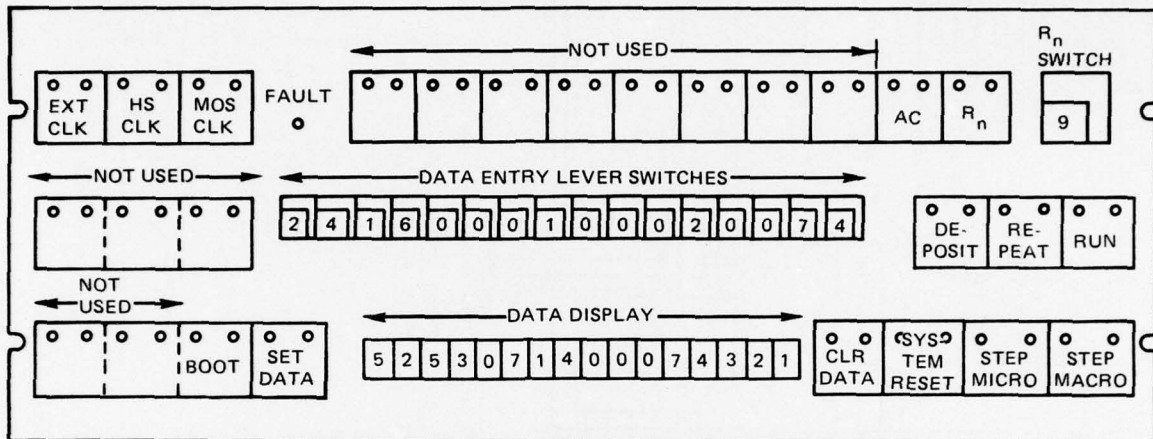 NOT USED
R_n
SWITCH
EXT
CLK
HS
CLK
MOS
CLK
FAULT
AC
R_n
9
NOT USED
DATA ENTRY LEVER SWITCHES
2 4 1 6 0 0 0 1 0 0 0 2 0 0 7 4
DE-
POSIT
RE-
PEAT
RUN
NOT
USED
DATA DISPLAY
BOOT
SET
DATA
5 2 5 3 0 7 1 4 0 0 0 7 4 3 2 1
CLR
DATA
SYS
TEM
RESET
STEP
MICRO
STEP
MACRO